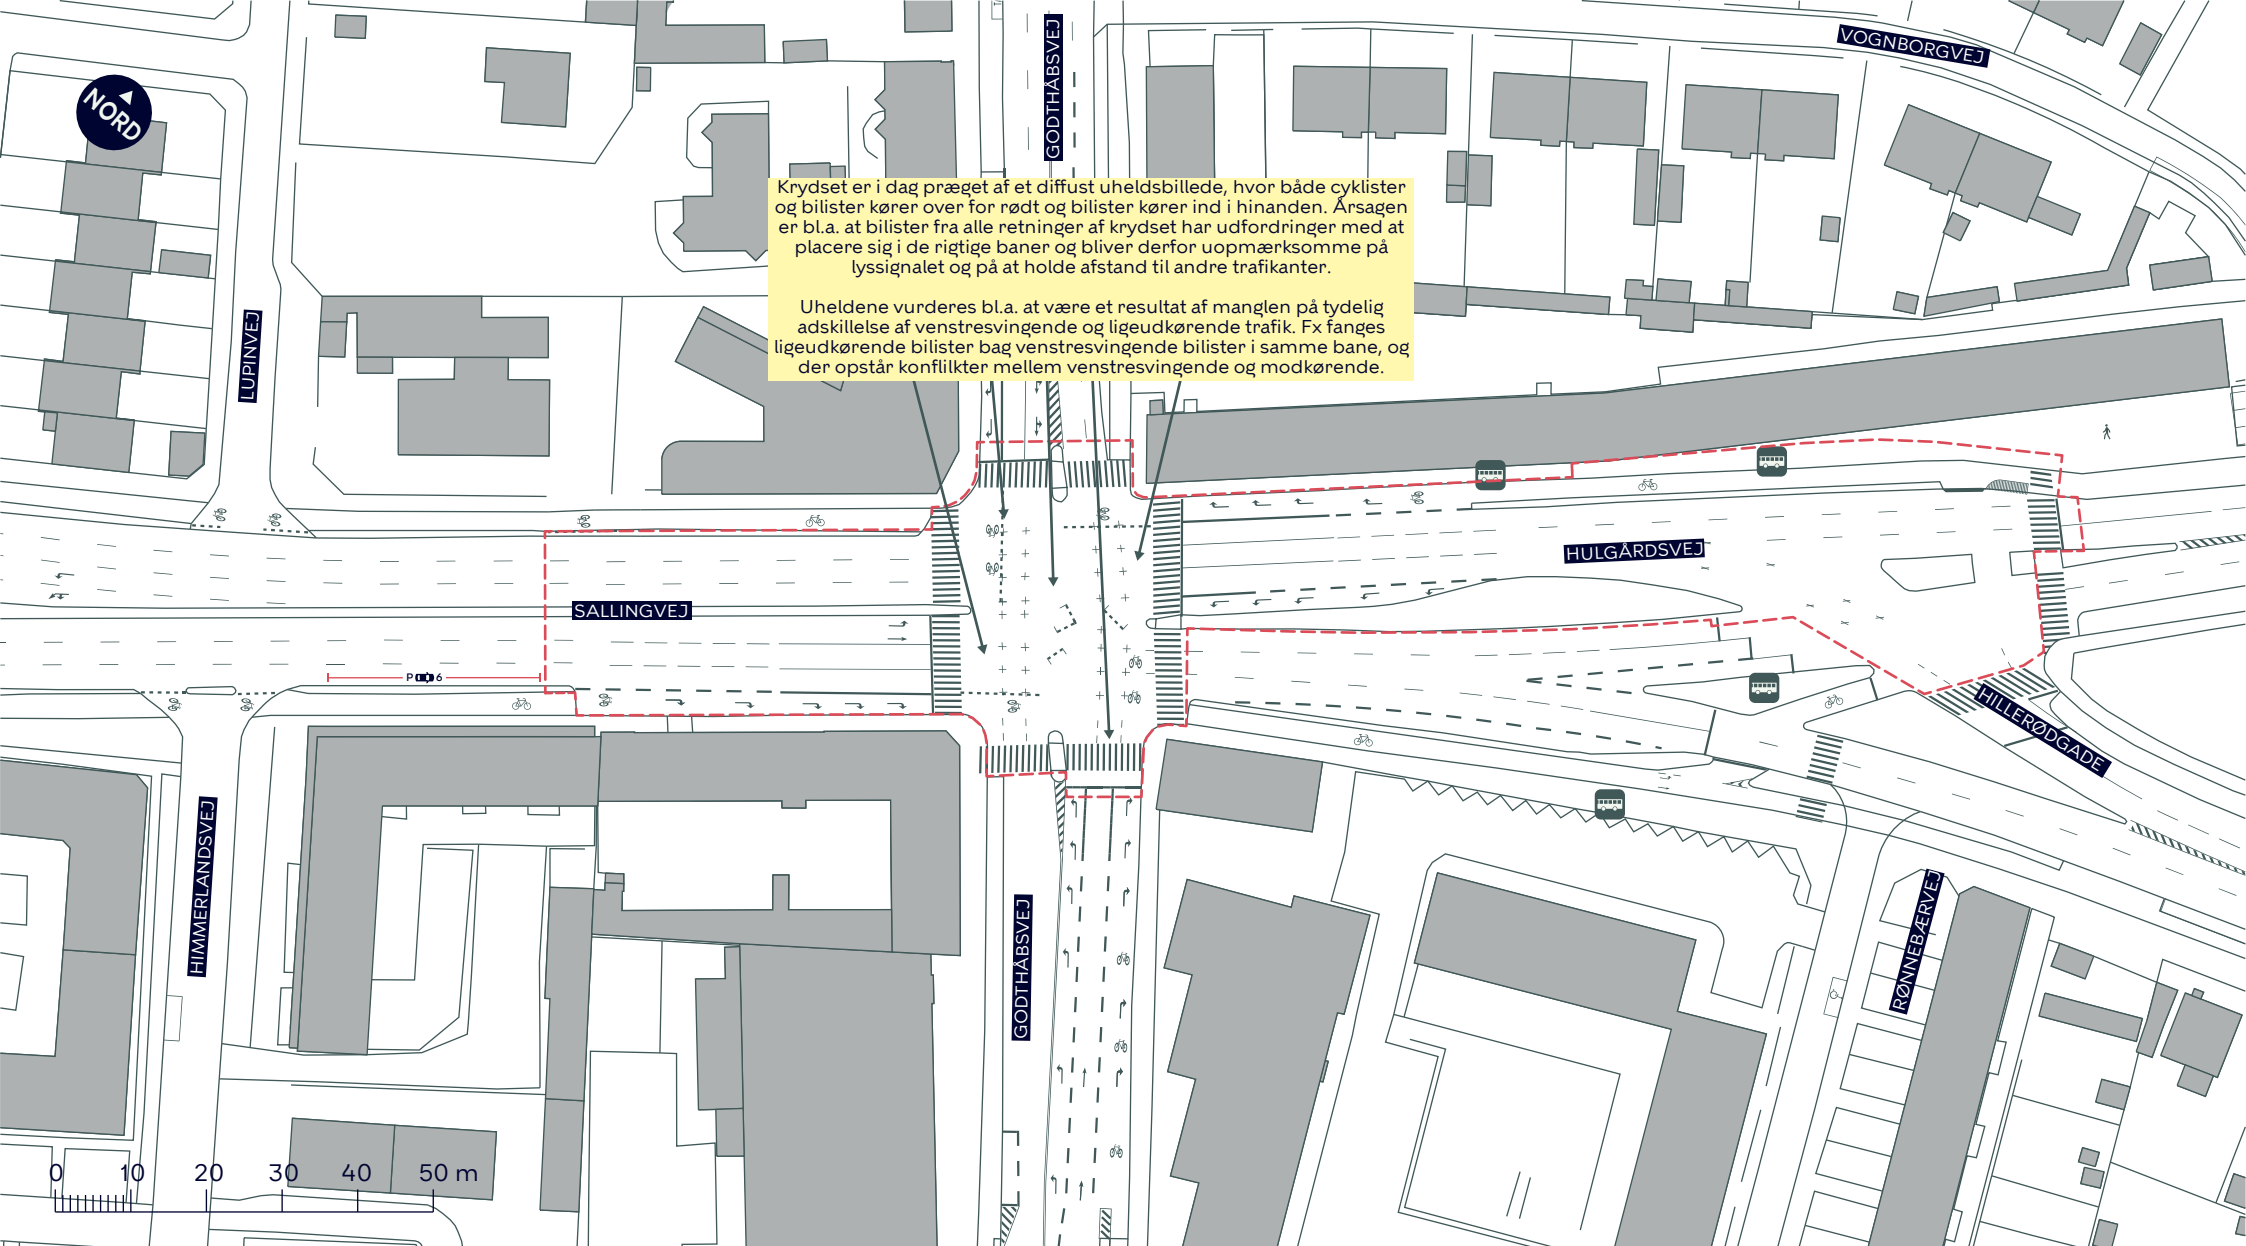 VOGNBORGVEJ
GODTHÅBSVEJ
NORD
Krydset er i dag præget af et diffust uheldsbillede, hvor både cyklister
og bilister kører over for rødt og bilister kører ind i hinanden. Årsagen
er bl.a. at bilister fra alle retninger af krydset har udfordringer med at
placere sig i de rigtige baner og bliver derfor uopmærksomme på
lyssignalet og på at holde afstand til andre trafikanter.
Uheldene vurderes bl.a. at være et resultat af manglen på tydelig
adskillelse af venstresvingende og ligeudkørende trafik. Fx fanges
ligeudkørende bilister bag venstresvingende bilister i samme bane, og
der opstår konflilkter mellem venstresvingende og modkørende.
LUPINVEJ
HULGÅRDSVEJ
SALLINGVEJ
P 6
HILLERØDGADE
HIMMERLANDSVEJ
GODTHÅBSVEJ
RØNNEBÆRVEJ
0 10 20 30 40 50 m